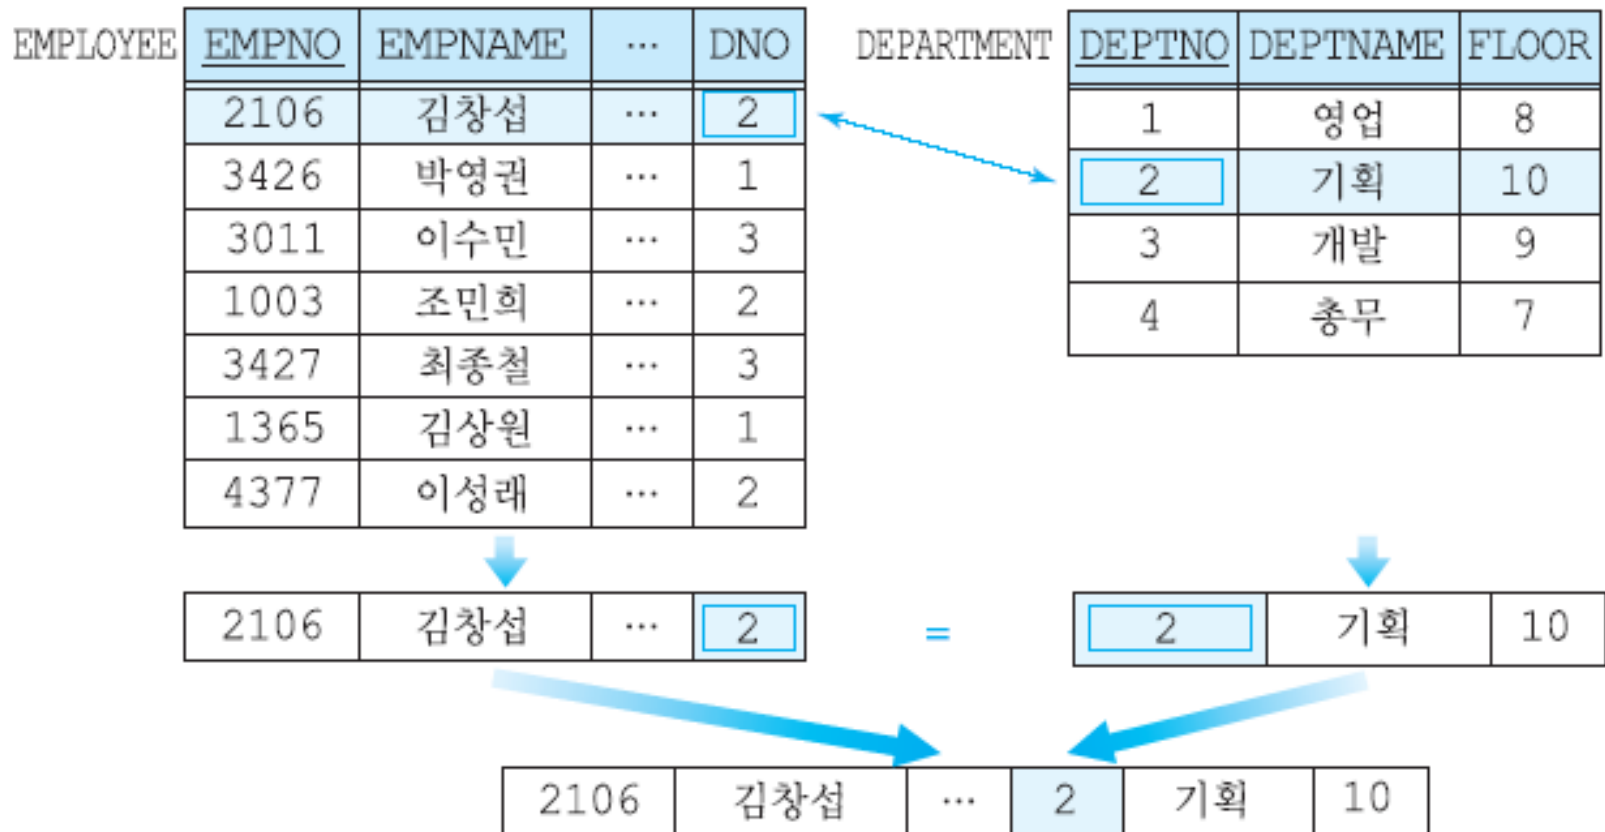 EMPLOYEE EMPNO EMPNAME ... DNO
2106 김창섭 ... 2
3426 박영권 ... 1
3011 이수민 ... 3
1003 조민희 ... 2
3427 최종철 ... 3
1365 김상원 ... 1
4377 이성래 ... 2
DEPARTMENT DEPTNO DEPTNAME FLOOR
1 영업 8
2 기획 10
3 개발 9
4 총무 7
2106 김창섭 ... 2 = 2 기획 10
2106 김창섭 ... 2 기획 10